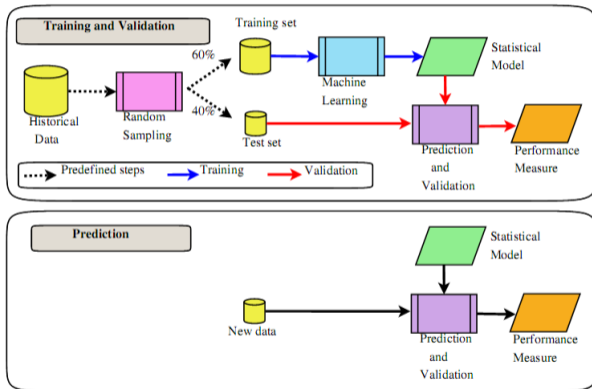 Training and Validation
Training set
60%
40%
Historical
Data
Random
Sampling
Machine
Learning
Statistical
Model
Test set
Prediction
and
Validation
Performance
Measure
Predefined steps
Training
Validation
Prediction
Statistical
Model
New data
Prediction
and
Validation
Performance
Measure